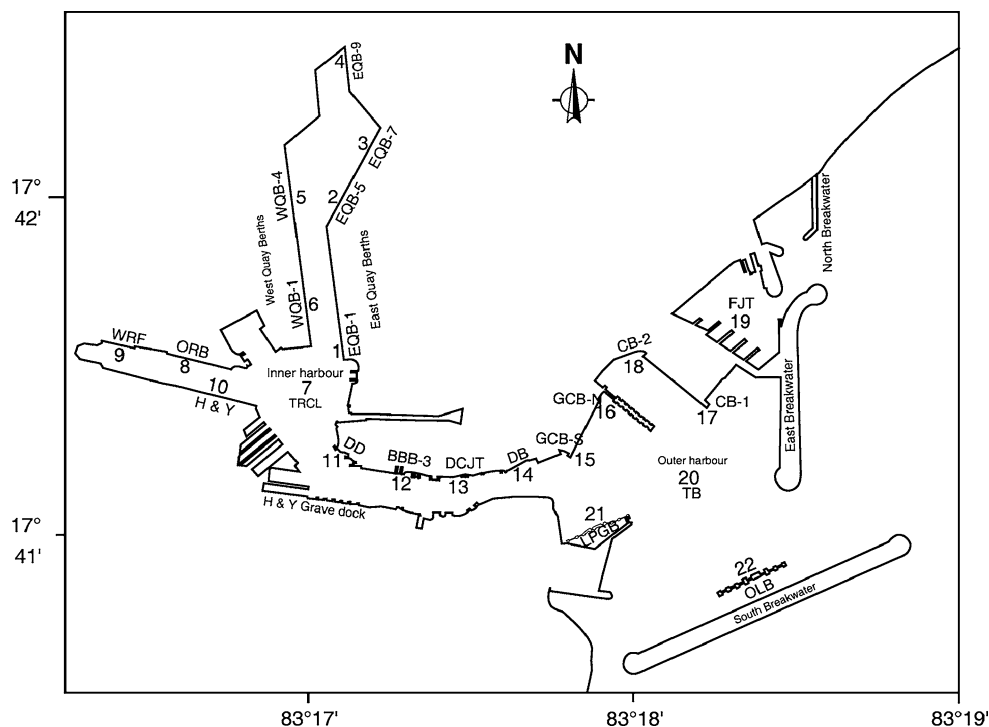 N
4
EQB-9
3
EQB-7
17°
42'
WQB-4
5
2
EQB-5
West Quay Berths
East Quay Berths
North Breakwater
WQB-1
6
FJT
19
WRF
9
ORB
8
1
EQB-1
CB-2
18
Inner harbour
7
TRCL
10
H & Y
GCB-N
16
CB-1
17
East Breakwater
DD
11
BBB-3
12
DCJT
13
DB
14
GCB-S
15
Outer harbour
20
TB
H & Y Grave dock
17°
41'
21
LPGB
22
OLB
South Breakwater
83°17'
83°18'
83°19'